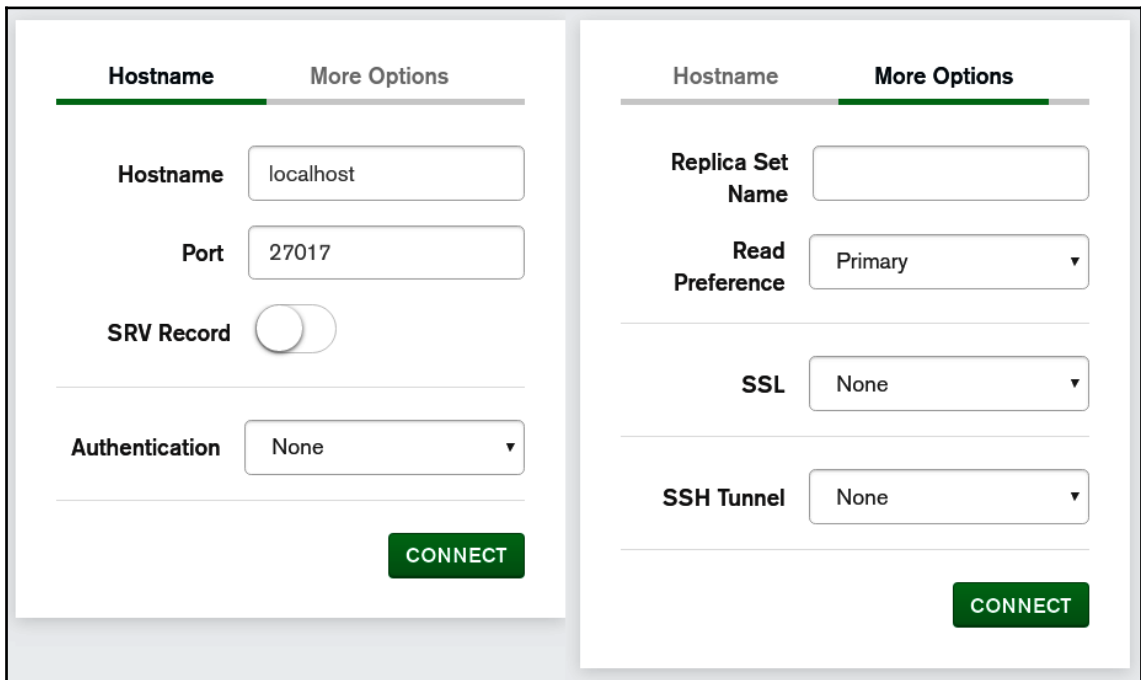 Hostname More Options
Hostname localhost
Port 27017
SRV Record
Authentication None
CONNECT
Hostname More Options
Replica Set
Name
Read
Preference
Primary
SSL None
SSH Tunnel None
CONNECT